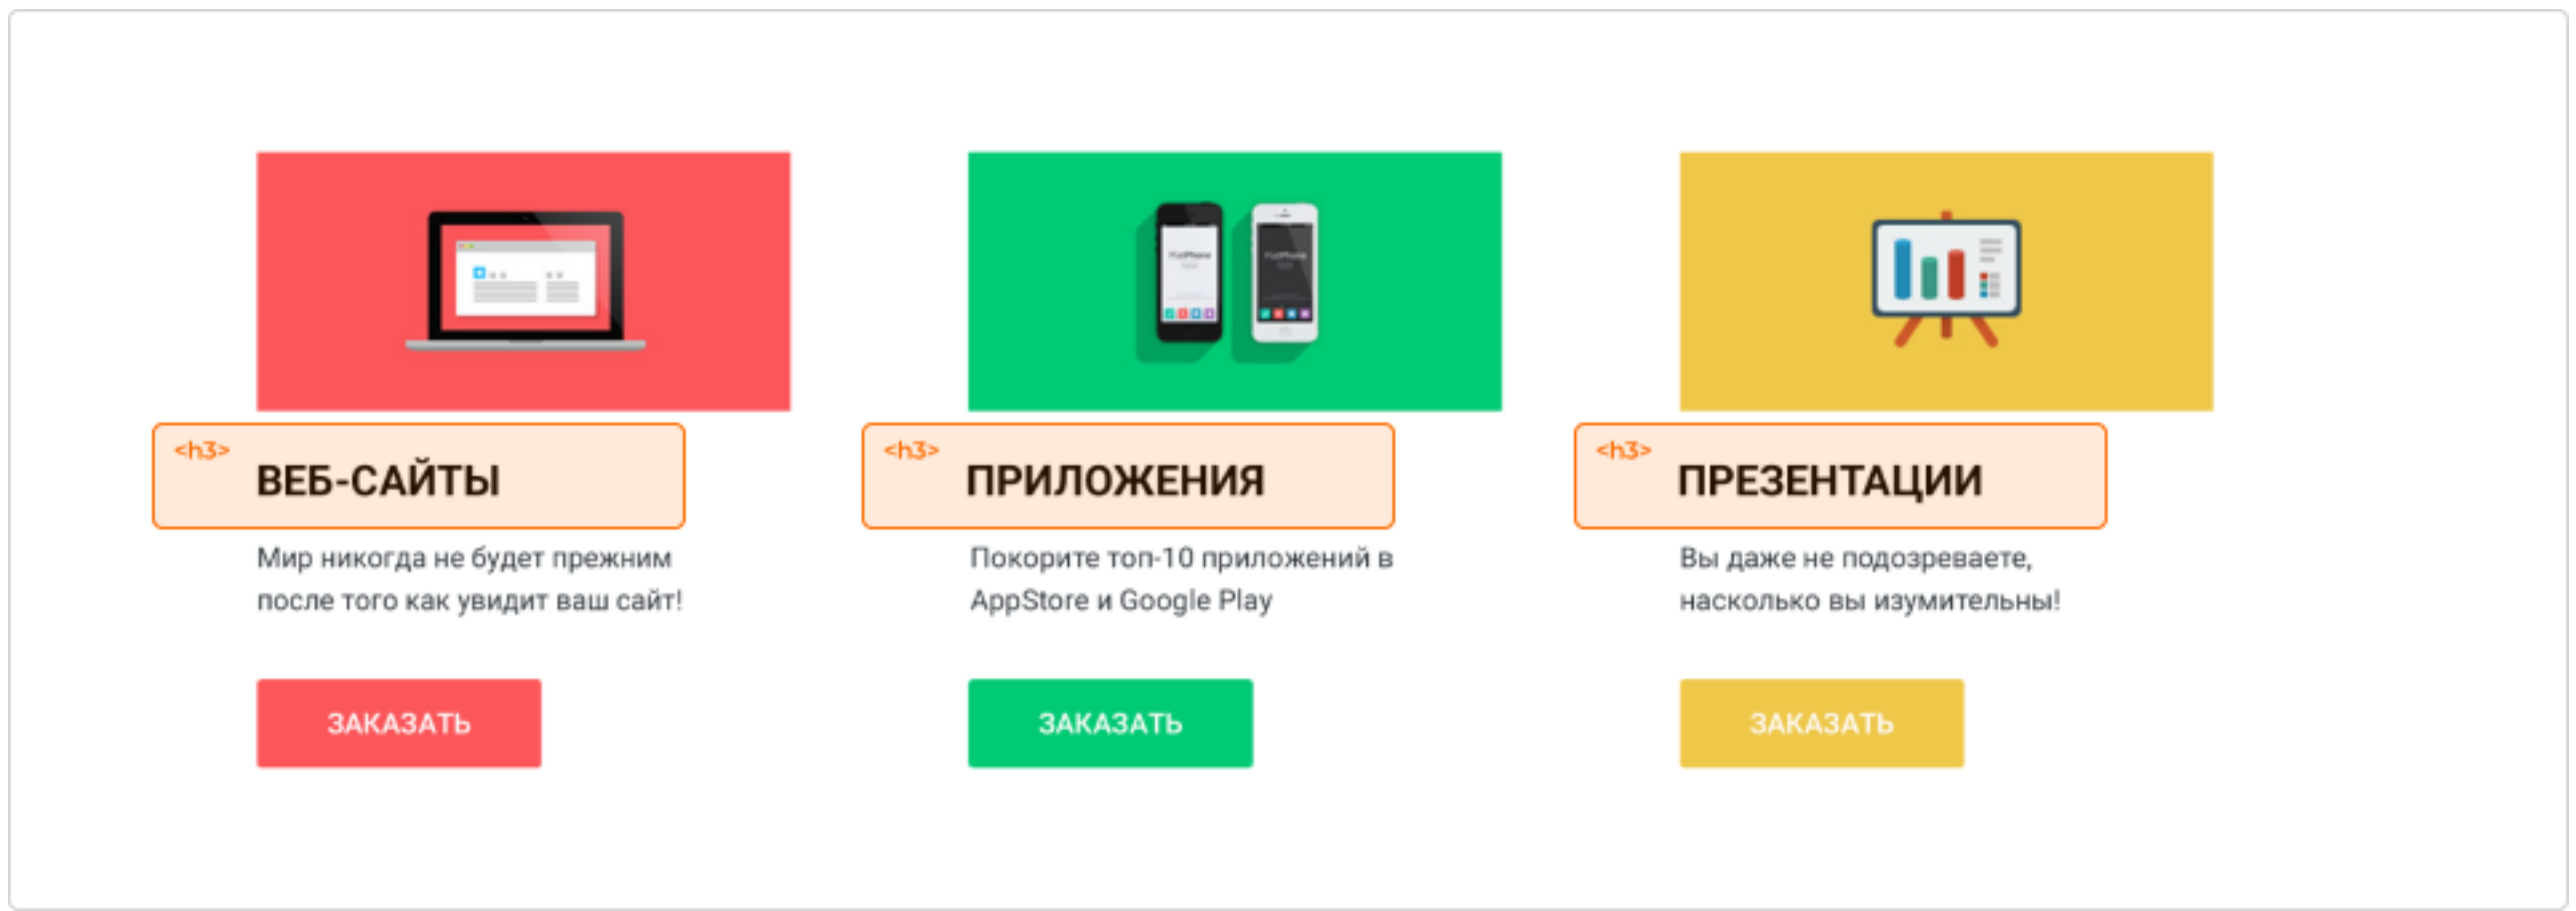 <h3>
ВЕБ-САЙТЫ
Мир никогда не будет прежним
после того как увидит ваш сайт!
ЗАКАЗАТЬ
<h3>
ПРИЛОЖЕНИЯ
Покорите топ-10 приложений в
AppStore и Google Play
ЗАКАЗАТЬ
<h3>
ПРЕЗЕНТАЦИИ
Вы даже не подозреваете,
насколько вы изумительны!
ЗАКАЗАТЬ